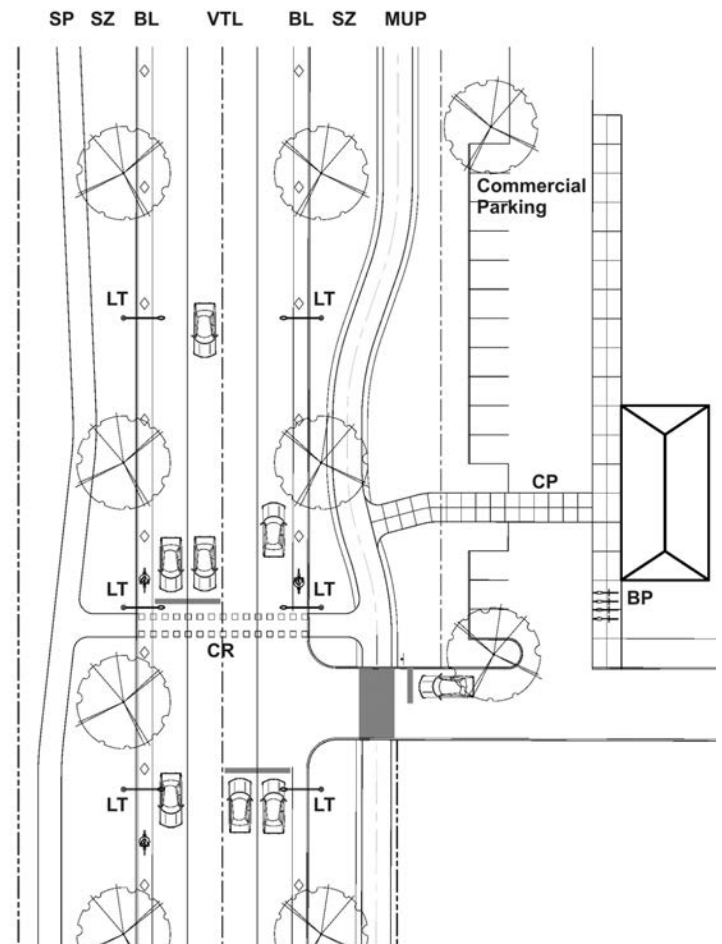 SP SZ BL VTL BL SZ MUP
Commercial
Parking
LT LT
CP
LT LT
BP
CR
LT LT